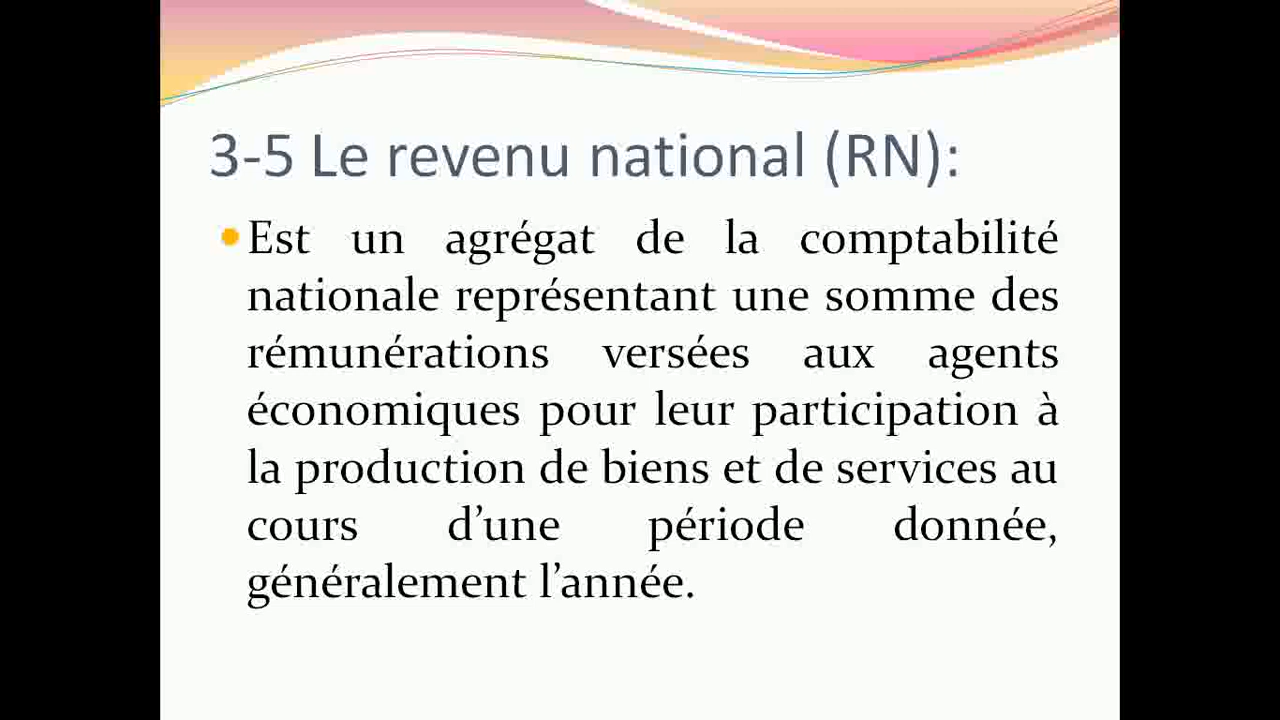 3-5 Le revenu national (RN):
Est un agrégat de la comptabilité
nationale représentant une somme des
rémunérations versées aux agents
économiques pour leur participation à
la production de biens et de services au
cours d’une période donnée,
généralement l’année.